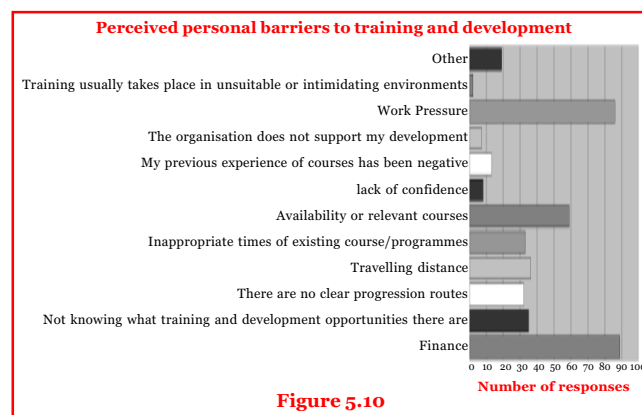 Perceived personal barriers to training and development
Other
Training usually takes place in unsuitable or intimidating environments
Work Pressure
The organisation does not support my development
My previous experience of courses has been negative
lack of confidence
Availability or relevant courses
Inappropriate times of existing course/programmes
Travelling distance
There are no clear progression routes
Not knowing what training and development opportunities there are
Finance
0 10 20 30 40 50 60 70 80 90 100
Number of responses
Figure 5.10